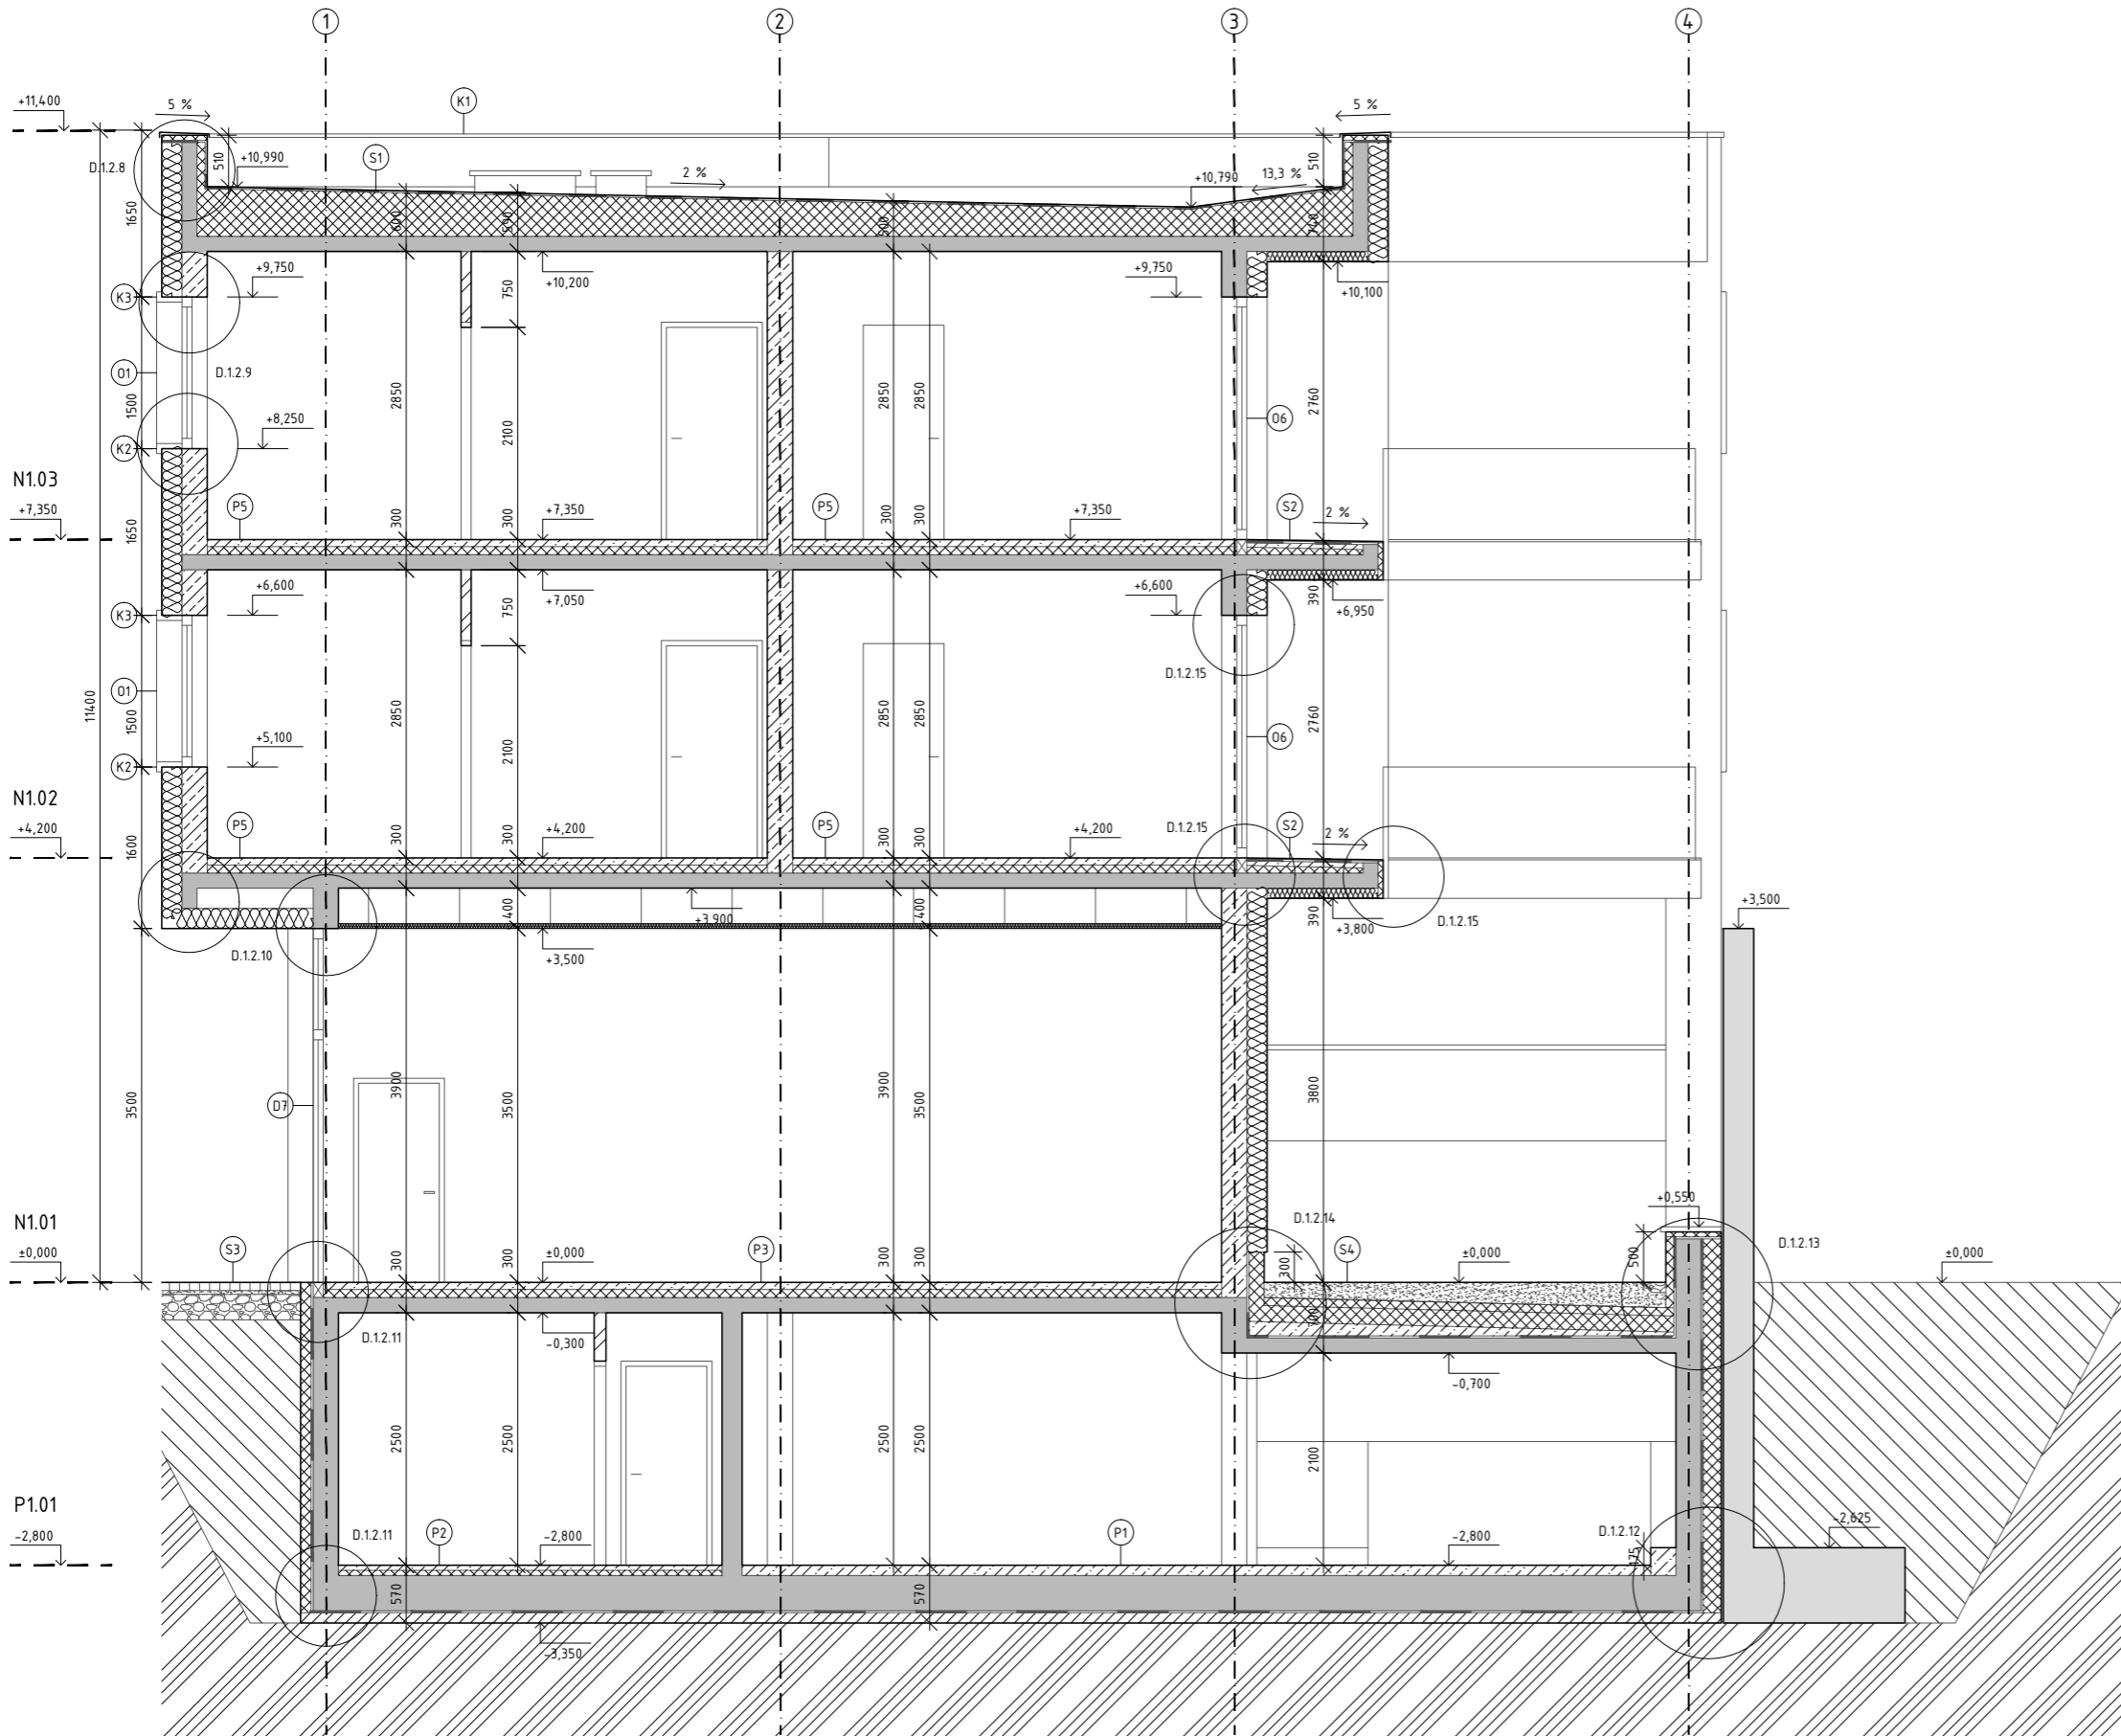 1 2 3 4
+11,400 5 % K1 5 %
D.1.2.8 510 +10,990 S1 2 % +10,790 13,3 % 510
1650 600 590 500 740
+9,750 +10,200 +9,750 +10,100
K3 750
O1 D.1.2.9 2850 2850 2850 2760 O6
1500 +8,250 2100
K2
N1.03
+7,350 P5 +7,350 P5 +7,350 S2 2 %
1650 300 300 300 300
+6,600 +7,050 +6,600 390 +6,950
K3 750
D.1.2.15
O1 2850 2850 2850 2760
11400 1500 +5,100 2100 O6
K2
N1.02
+4,200 P5 +4,200 P5 +4,200 D.1.2.15 S2 2 %
1600 300 300 300 300
400 +3,900 400 390 +3,800 D.1.2.15 +3,500
D.1.2.10 +3,500
3500 D7 3900 3500 3900 3500 3800
+0,550
N1.01 D.1.2.14 D.1.2.13
±0,000 S3 ±0,000 P3 S4 ±0,000 ±0,000
300 300 300 300 300 500
D.1.2.11 -0,300 700
-0,700
2500 2500 2500 2500 2100
P1.01
-2,800 D.1.2.11 P2 -2,800 P1 -2,800 D.1.2.12 -2,625
175
570 570
-3,350